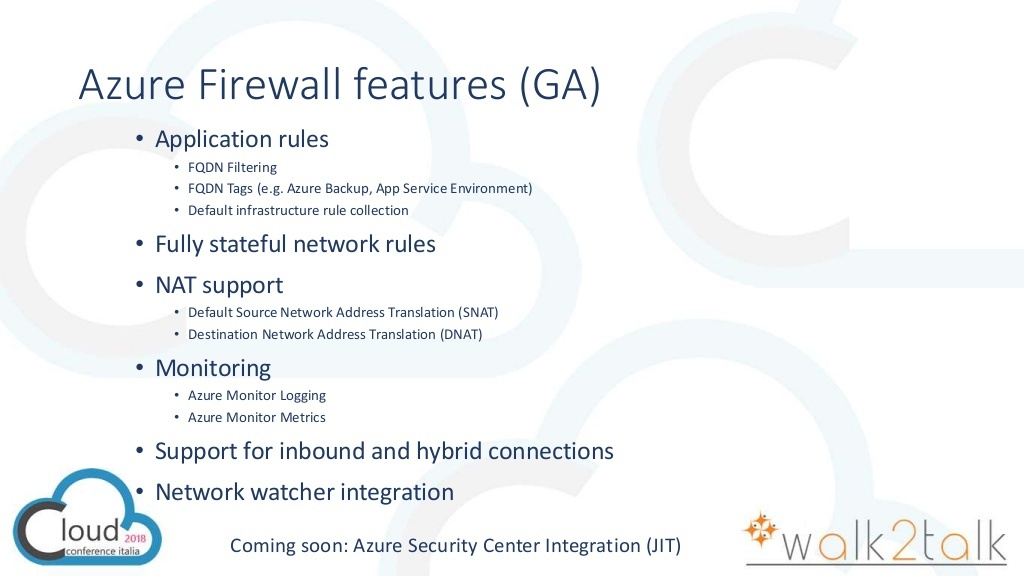 Azure Firewall features (GA)
• Application rules
• FQDN Filtering
• FQDN Tags (e.g. Azure Backup, App Service Environment)
• Default infrastructure rule collection
• Fully stateful network rules
• NAT support
• Default Source Network Address Translation (SNAT)
• Destination Network Address Translation (DNAT)
• Monitoring
• Azure Monitor Logging
• Azure Monitor Metrics
• Support for inbound and hybrid connections
• Network watcher integration
Cloud 2018
conference italia
Coming soon: Azure Security Center Integration (JIT)
walk2talk